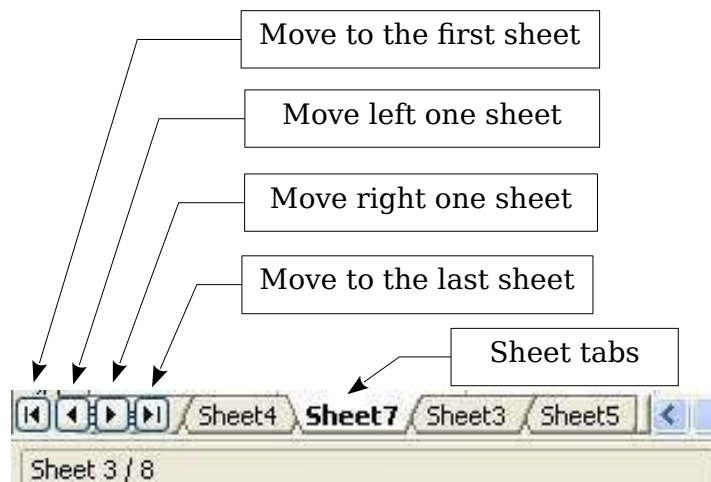 Move to the first sheet
Move left one sheet
Move right one sheet
Move to the last sheet
Sheet tabs
Sheet4 Sheet7 Sheet3 Sheet5
Sheet 3 / 8